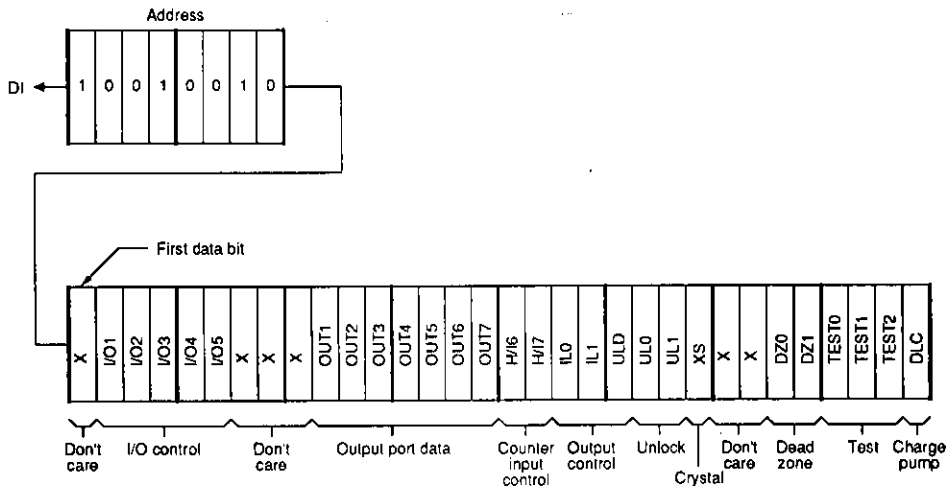 Address
DI
1 0 0 1 0 0 1 0
First data bit
X I/O1 I/O2 I/O3 I/O4 I/O5 X X X OUT1 OUT2 OUT3 OUT4 OUT5 OUT6 OUT7 H/I6 H/I7 IL0 IL1 ULD UL0 UL1 XS X X DZ0 DZ1 TEST0 TEST1 TEST2 DLC
Don't care
I/O control
Don't care
Output port data
Counter input control
Output control
Unlock
Crystal
Don't care
Dead zone
Test
Charge pump